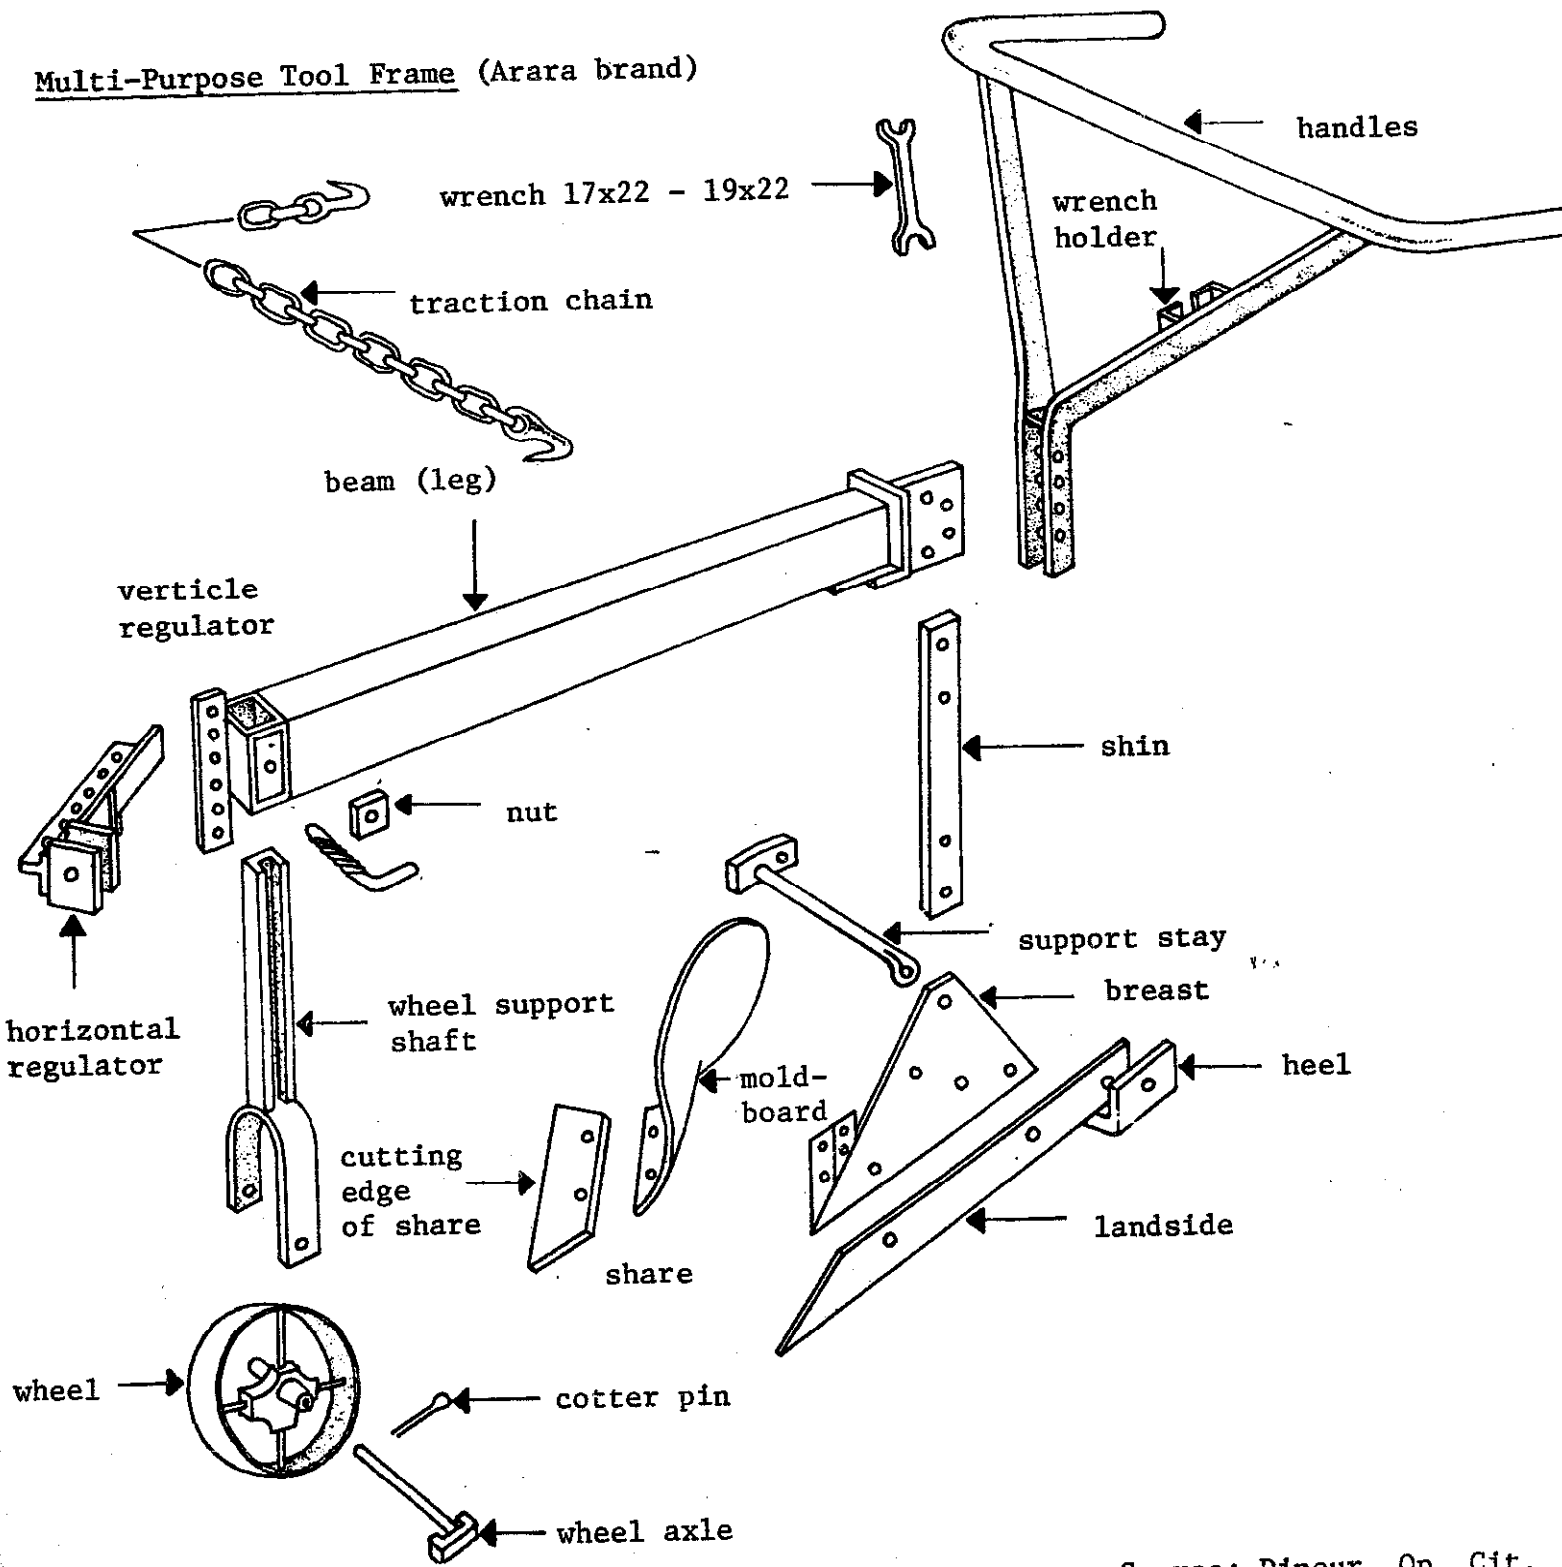 Multi-Purpose Tool Frame (Arara brand)
handles
wrench 17x22 - 19x22
wrench
holder
traction chain
beam (leg)
verticle
regulator
shin
nut
support stay
breast
wheel support
shaft
horizontal
regulator
heel
mold-
board
cutting
edge
of share
landside
share
wheel
cotter pin
wheel axle
Op. Cit.